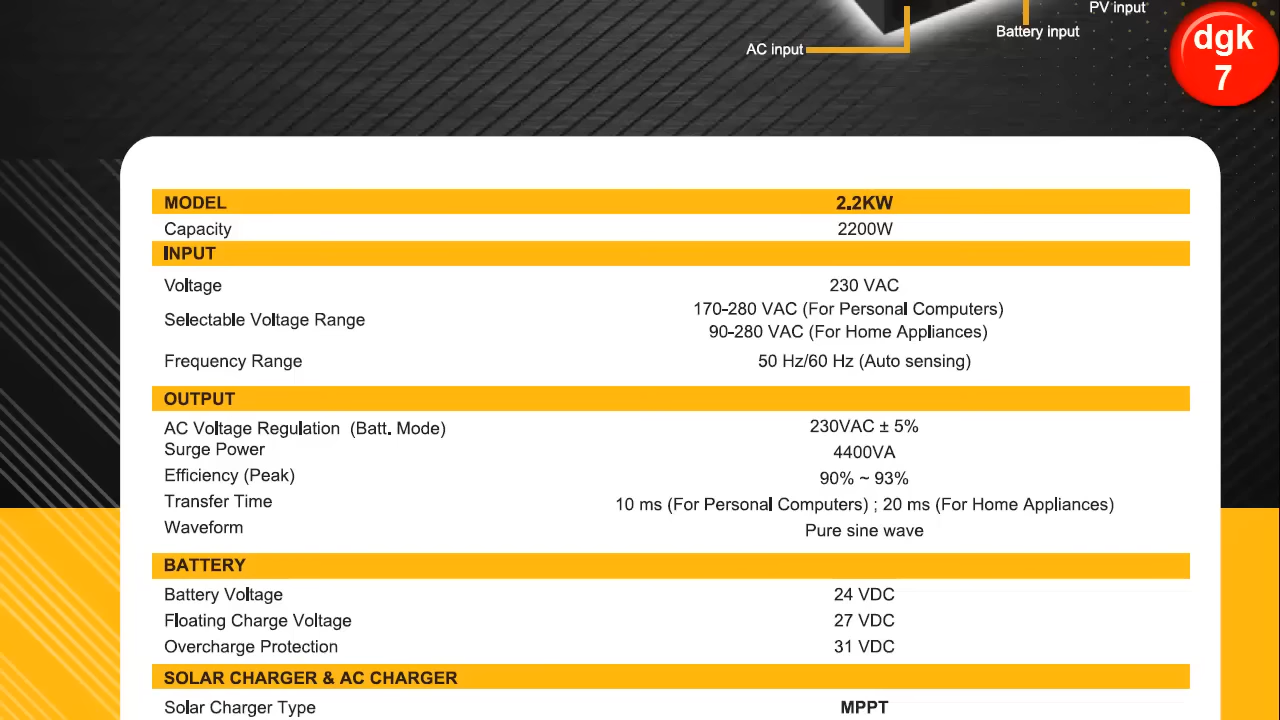 PV input
Battery input
AC input
dgk
7
MODEL 2.2KW
Capacity 2200W
INPUT
Voltage 230 VAC
Selectable Voltage Range 170-280 VAC (For Personal Computers)
90-280 VAC (For Home Appliances)
Frequency Range 50 Hz/60 Hz (Auto sensing)
OUTPUT
AC Voltage Regulation (Batt. Mode) 230VAC ± 5%
Surge Power 4400VA
Efficiency (Peak) 90% ~ 93%
Transfer Time 10 ms (For Personal Computers) ; 20 ms (For Home Appliances)
Waveform Pure sine wave
BATTERY
Battery Voltage 24 VDC
Floating Charge Voltage 27 VDC
Overcharge Protection 31 VDC
SOLAR CHARGER & AC CHARGER
Solar Charger Type MPPT